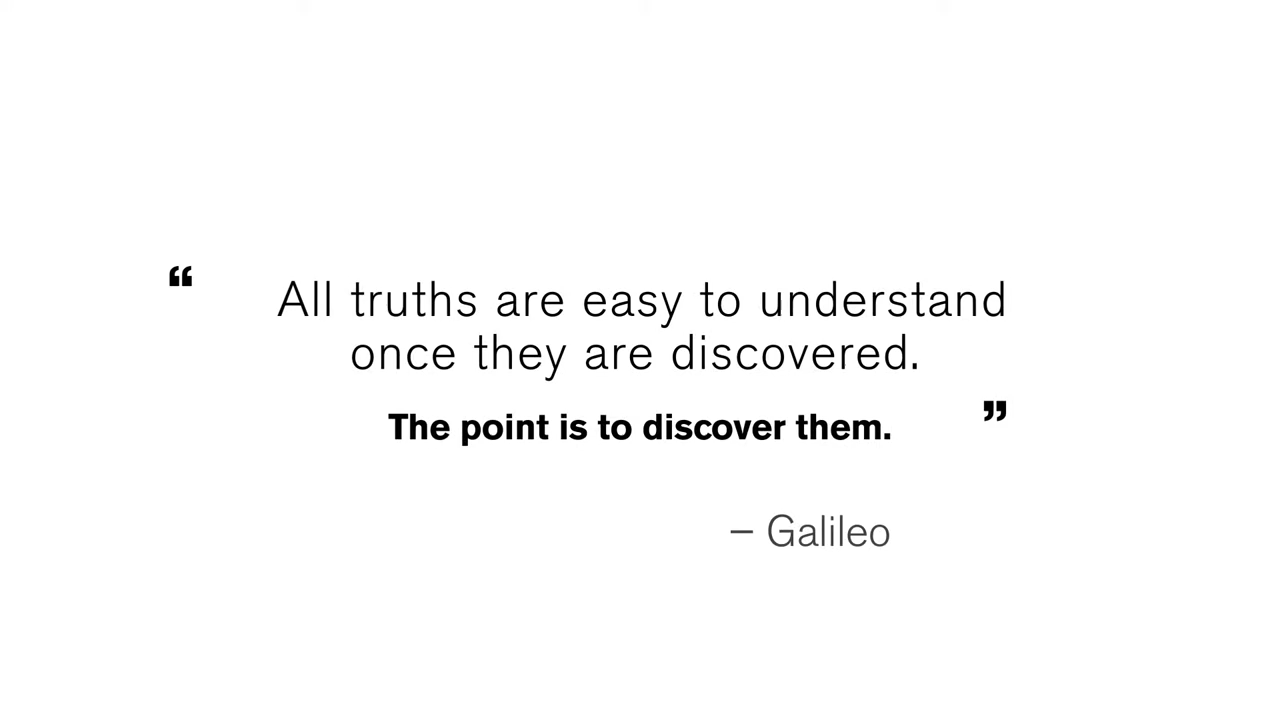 “ All truths are easy to understand
once they are discovered.
The point is to discover them. ”
– Galileo